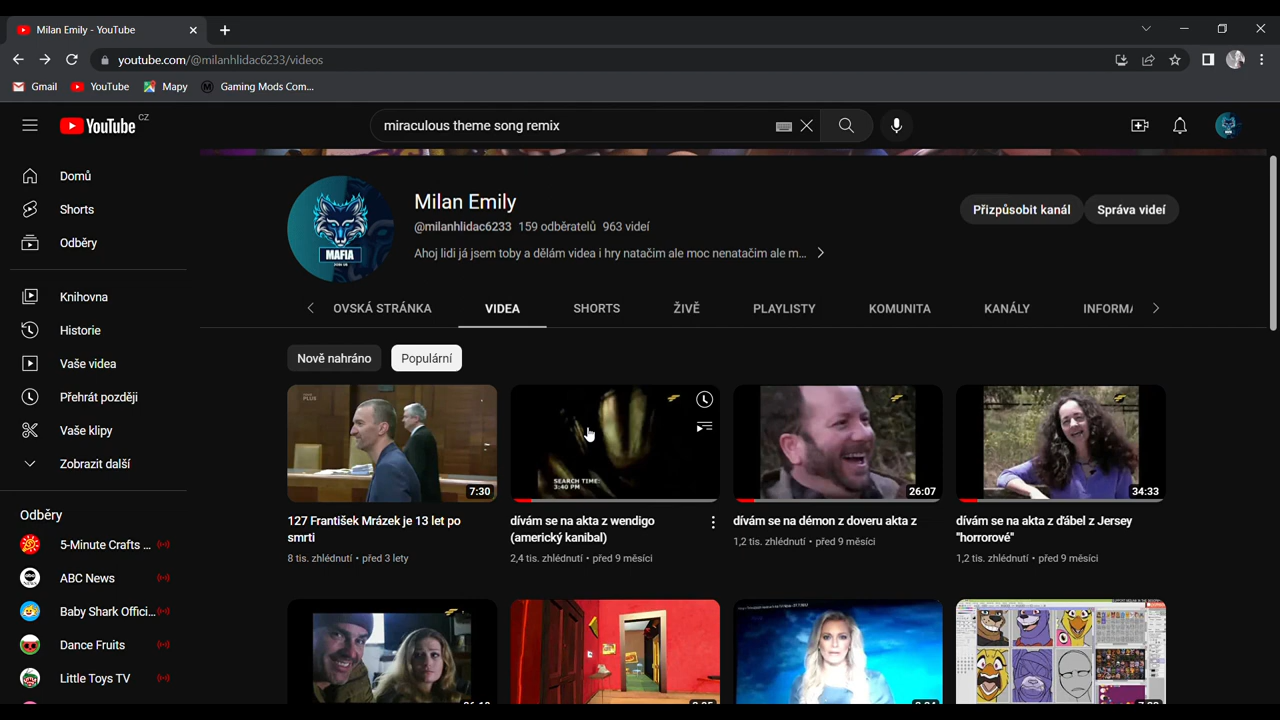 Milan Emily - YouTube
youtube.com/@milanhlidac6233/videos
Gmail
YouTube
Mapy
Gaming Mods Com...
YouTube CZ
miraculous theme song remix
Domů
Shorts
Odběry
Knihovna
Historie
Vaše videa
Přehrát později
Vaše klipy
Zobrazit další
Odběry
5-Minute Crafts ...
ABC News
Baby Shark Offici...
Dance Fruits
Little Toys TV
MAFIA
Milan Emily
@milanhlidac6233 159 odběratelů 963 videí
Ahoj lidi já jsem toby a dělám videa i hry natačim ale moc nenatačim ale m...
Přizpůsobit kanál
Správa videí
OVSKÁ STRÁNKA
VIDEA
SHORTS
ŽIVĚ
PLAYLISTY
KOMUNITA
KANÁLY
INFORMA
Nově nahráno
Populární
7:30
127 František Mrázek je 13 let po
smrti
8 tis. zhlédnutí • před 3 lety
SEARCH TIME:
3:40 PM
dívám se na akta z wendigo
(americký kanibal)
2,4 tis. zhlédnutí • před 9 měsíci
26:07
dívám se na démon z doveru akta z
1,2 tis. zhlédnutí • před 9 měsíci
34:33
dívám se na akta z ďábel z Jersey
"horrorové"
1,2 tis. zhlédnutí • před 9 měsíci